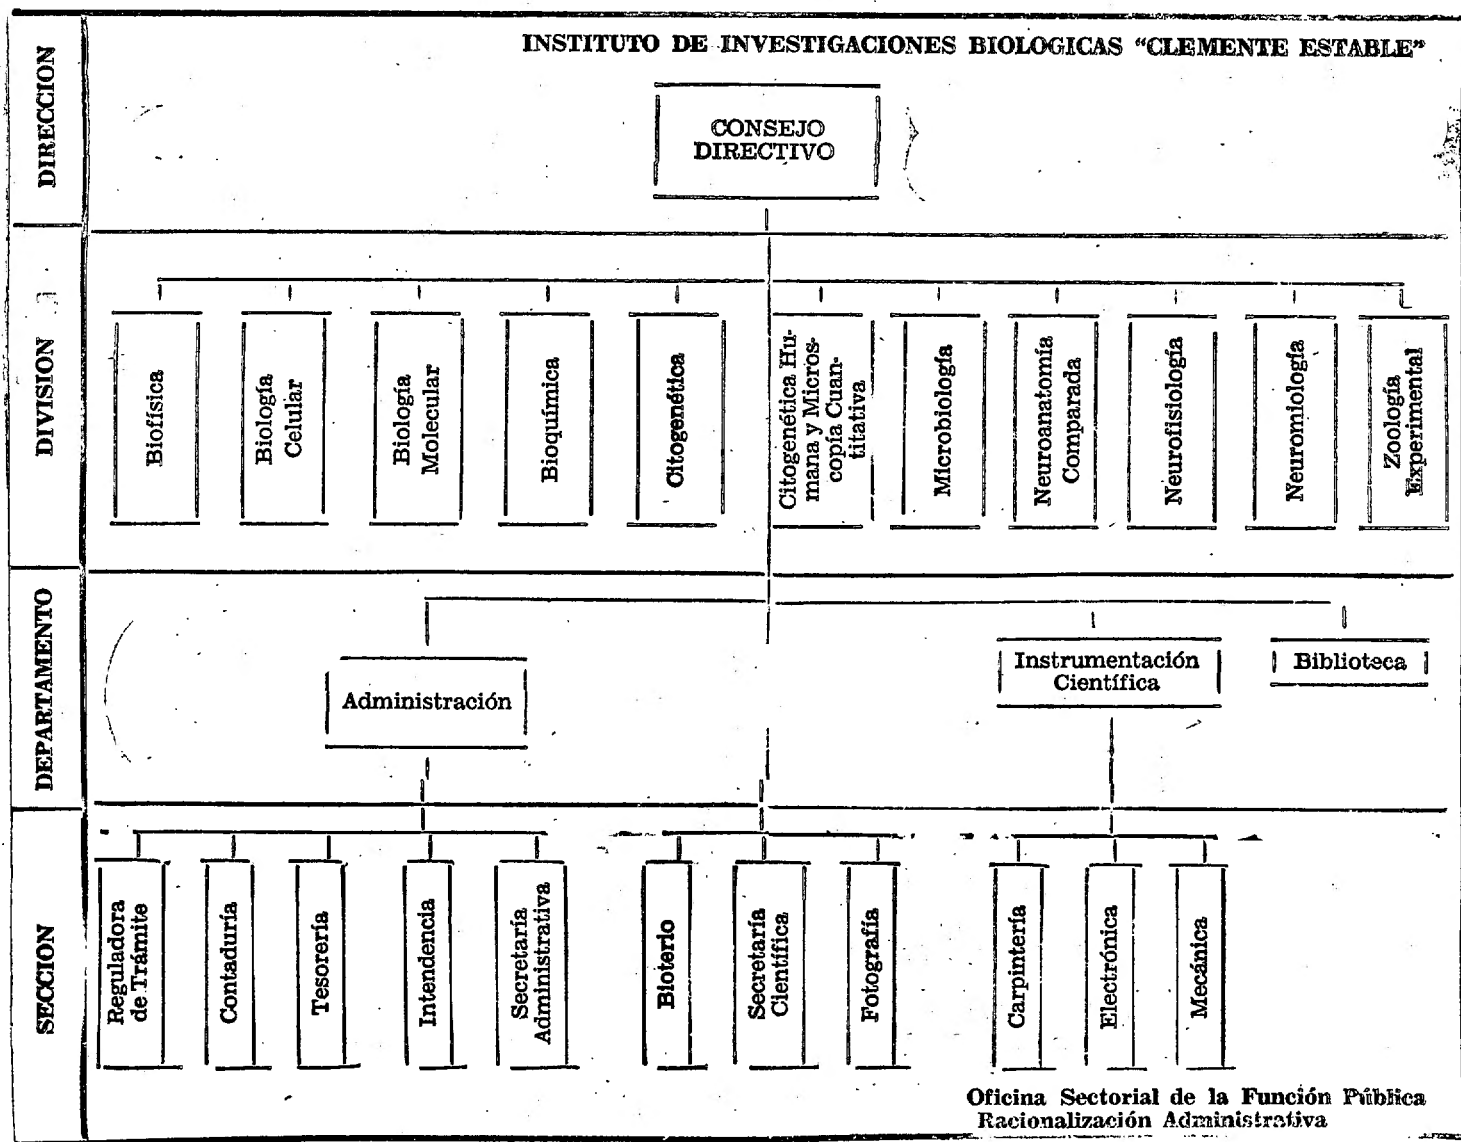 INSTITUTO DE INVESTIGACIONES BIOLOGICAS “CLEMENTE ESTABLE”
DIRECCION
CONSEJO
DIRECTIVO
DIVISION
Biofísica
Biología
Celular
Biología
Molecular
Bioquímica
Citogenética
Citogenética Hu-
mana y Micros-
copía Cuan-
titativa
Microbiología
Neuroanatomía
Comparada
Neurofisiología
Neuromiología
Zoología
Experimental
DEPARTAMENTO
Administración
Instrumentación
Científica
Biblioteca
SECCION
Reguladora
de Trámite
Contaduría
Tesorería
Intendencia
Secretaría
Administrativa
Bioterio
Secretaría
Científica
Fotografía
Carpintería
Electrónica
Mecánica
Oficina Sectorial de la Función Pública
Racionalización Administrativa